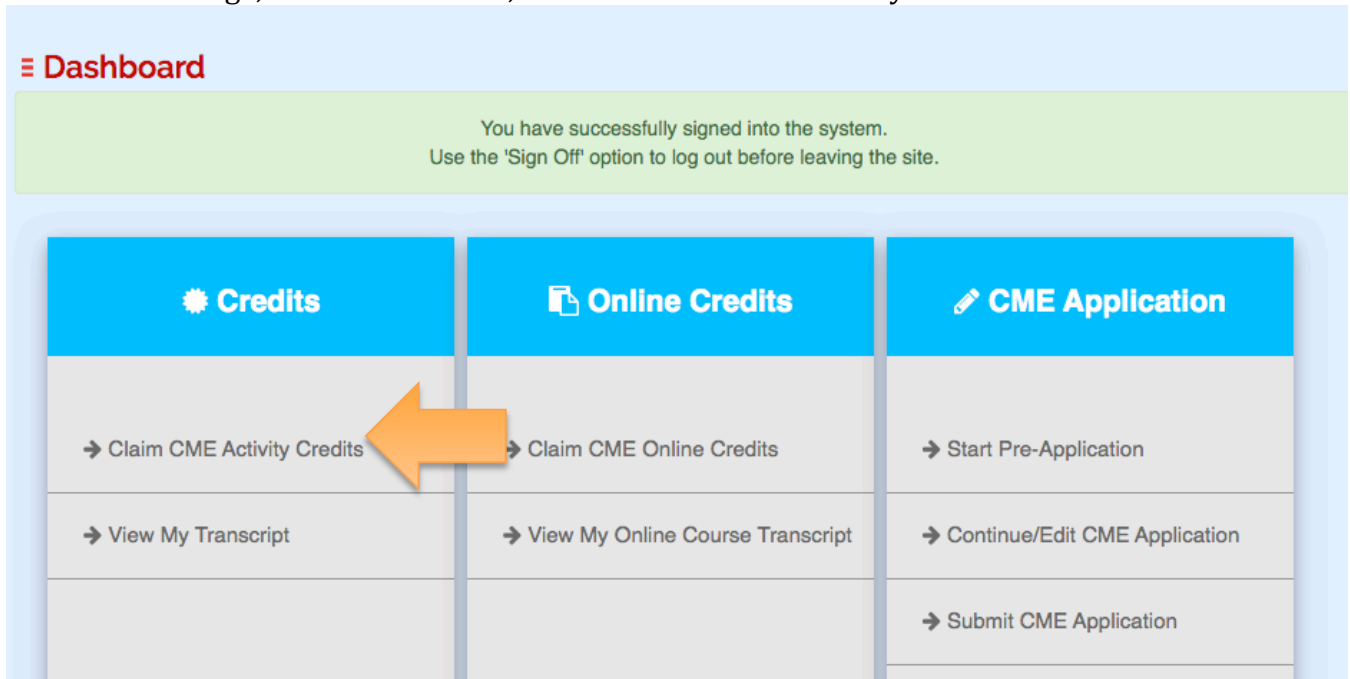 Dashboard
You have successfully signed into the system.
Use the 'Sign Off' option to log out before leaving the site.
Credits
Claim CME Activity Credits
View My Transcript
Online Credits
Claim CME Online Credits
View My Online Course Transcript
CME Application
Start Pre-Application
Continue/Edit CME Application
Submit CME Application